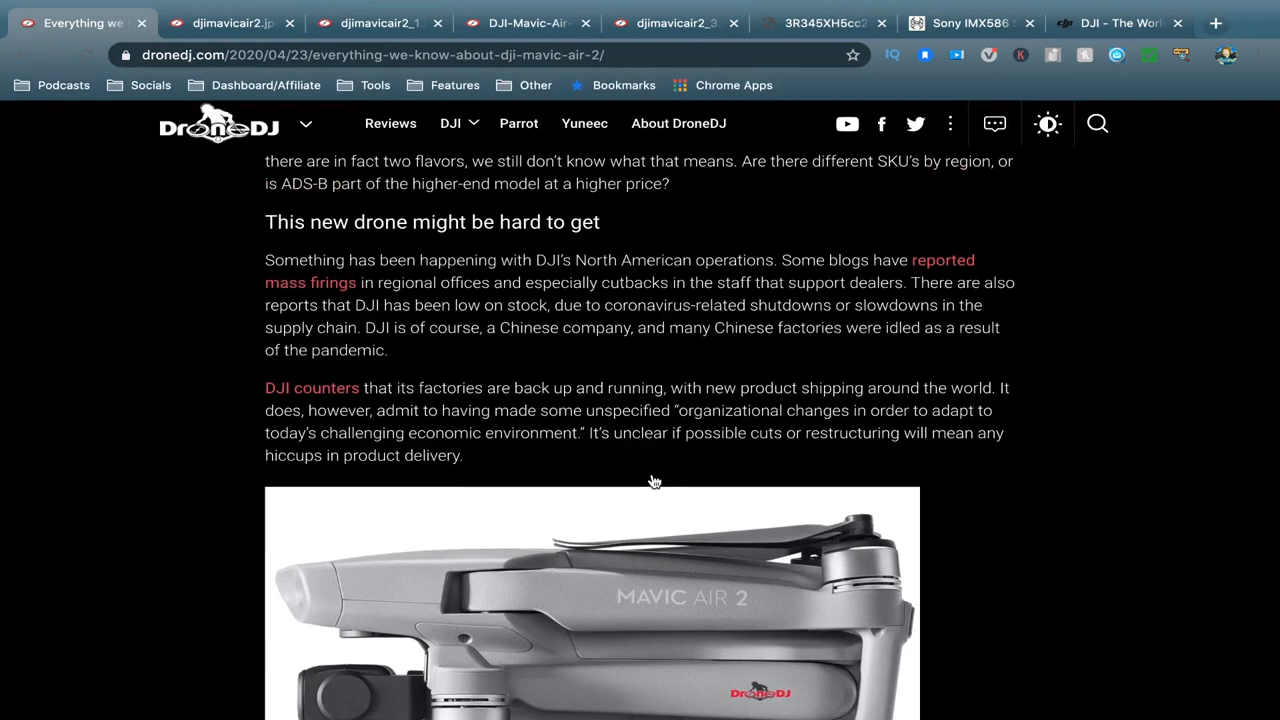 Everything we
djimavicair2.jp
djimavicair2_1.
DJI-Mavic-Air-
djimavicair2_3
3R345XH5cc2
Sony IMX586
DJI - The Worl
dronedj.com/2020/04/23/everything-we-know-about-dji-mavic-air-2/
Podcasts
Socials
Dashboard/Affiliate
Tools
Features
Other
Bookmarks
Chrome Apps
DroneDJ
Reviews
DJI
Parrot
Yuneec
About DroneDJ
there are in fact two flavors, we still don't know what that means. Are there different SKU's by region, or
is ADS-B part of the higher-end model at a higher price?
This new drone might be hard to get
Something has been happening with DJI's North American operations. Some blogs have reported
mass firings in regional offices and especially cutbacks in the staff that support dealers. There are also
reports that DJI has been low on stock, due to coronavirus-related shutdowns or slowdowns in the
supply chain. DJI is of course, a Chinese company, and many Chinese factories were idled as a result
of the pandemic.
DJI counters that its factories are back up and running, with new product shipping around the world. It
does, however, admit to having made some unspecified “organizational changes in order to adapt to
today's challenging economic environment.” It's unclear if possible cuts or restructuring will mean any
hiccups in product delivery.
MAVIC AIR 2
DroneDJ